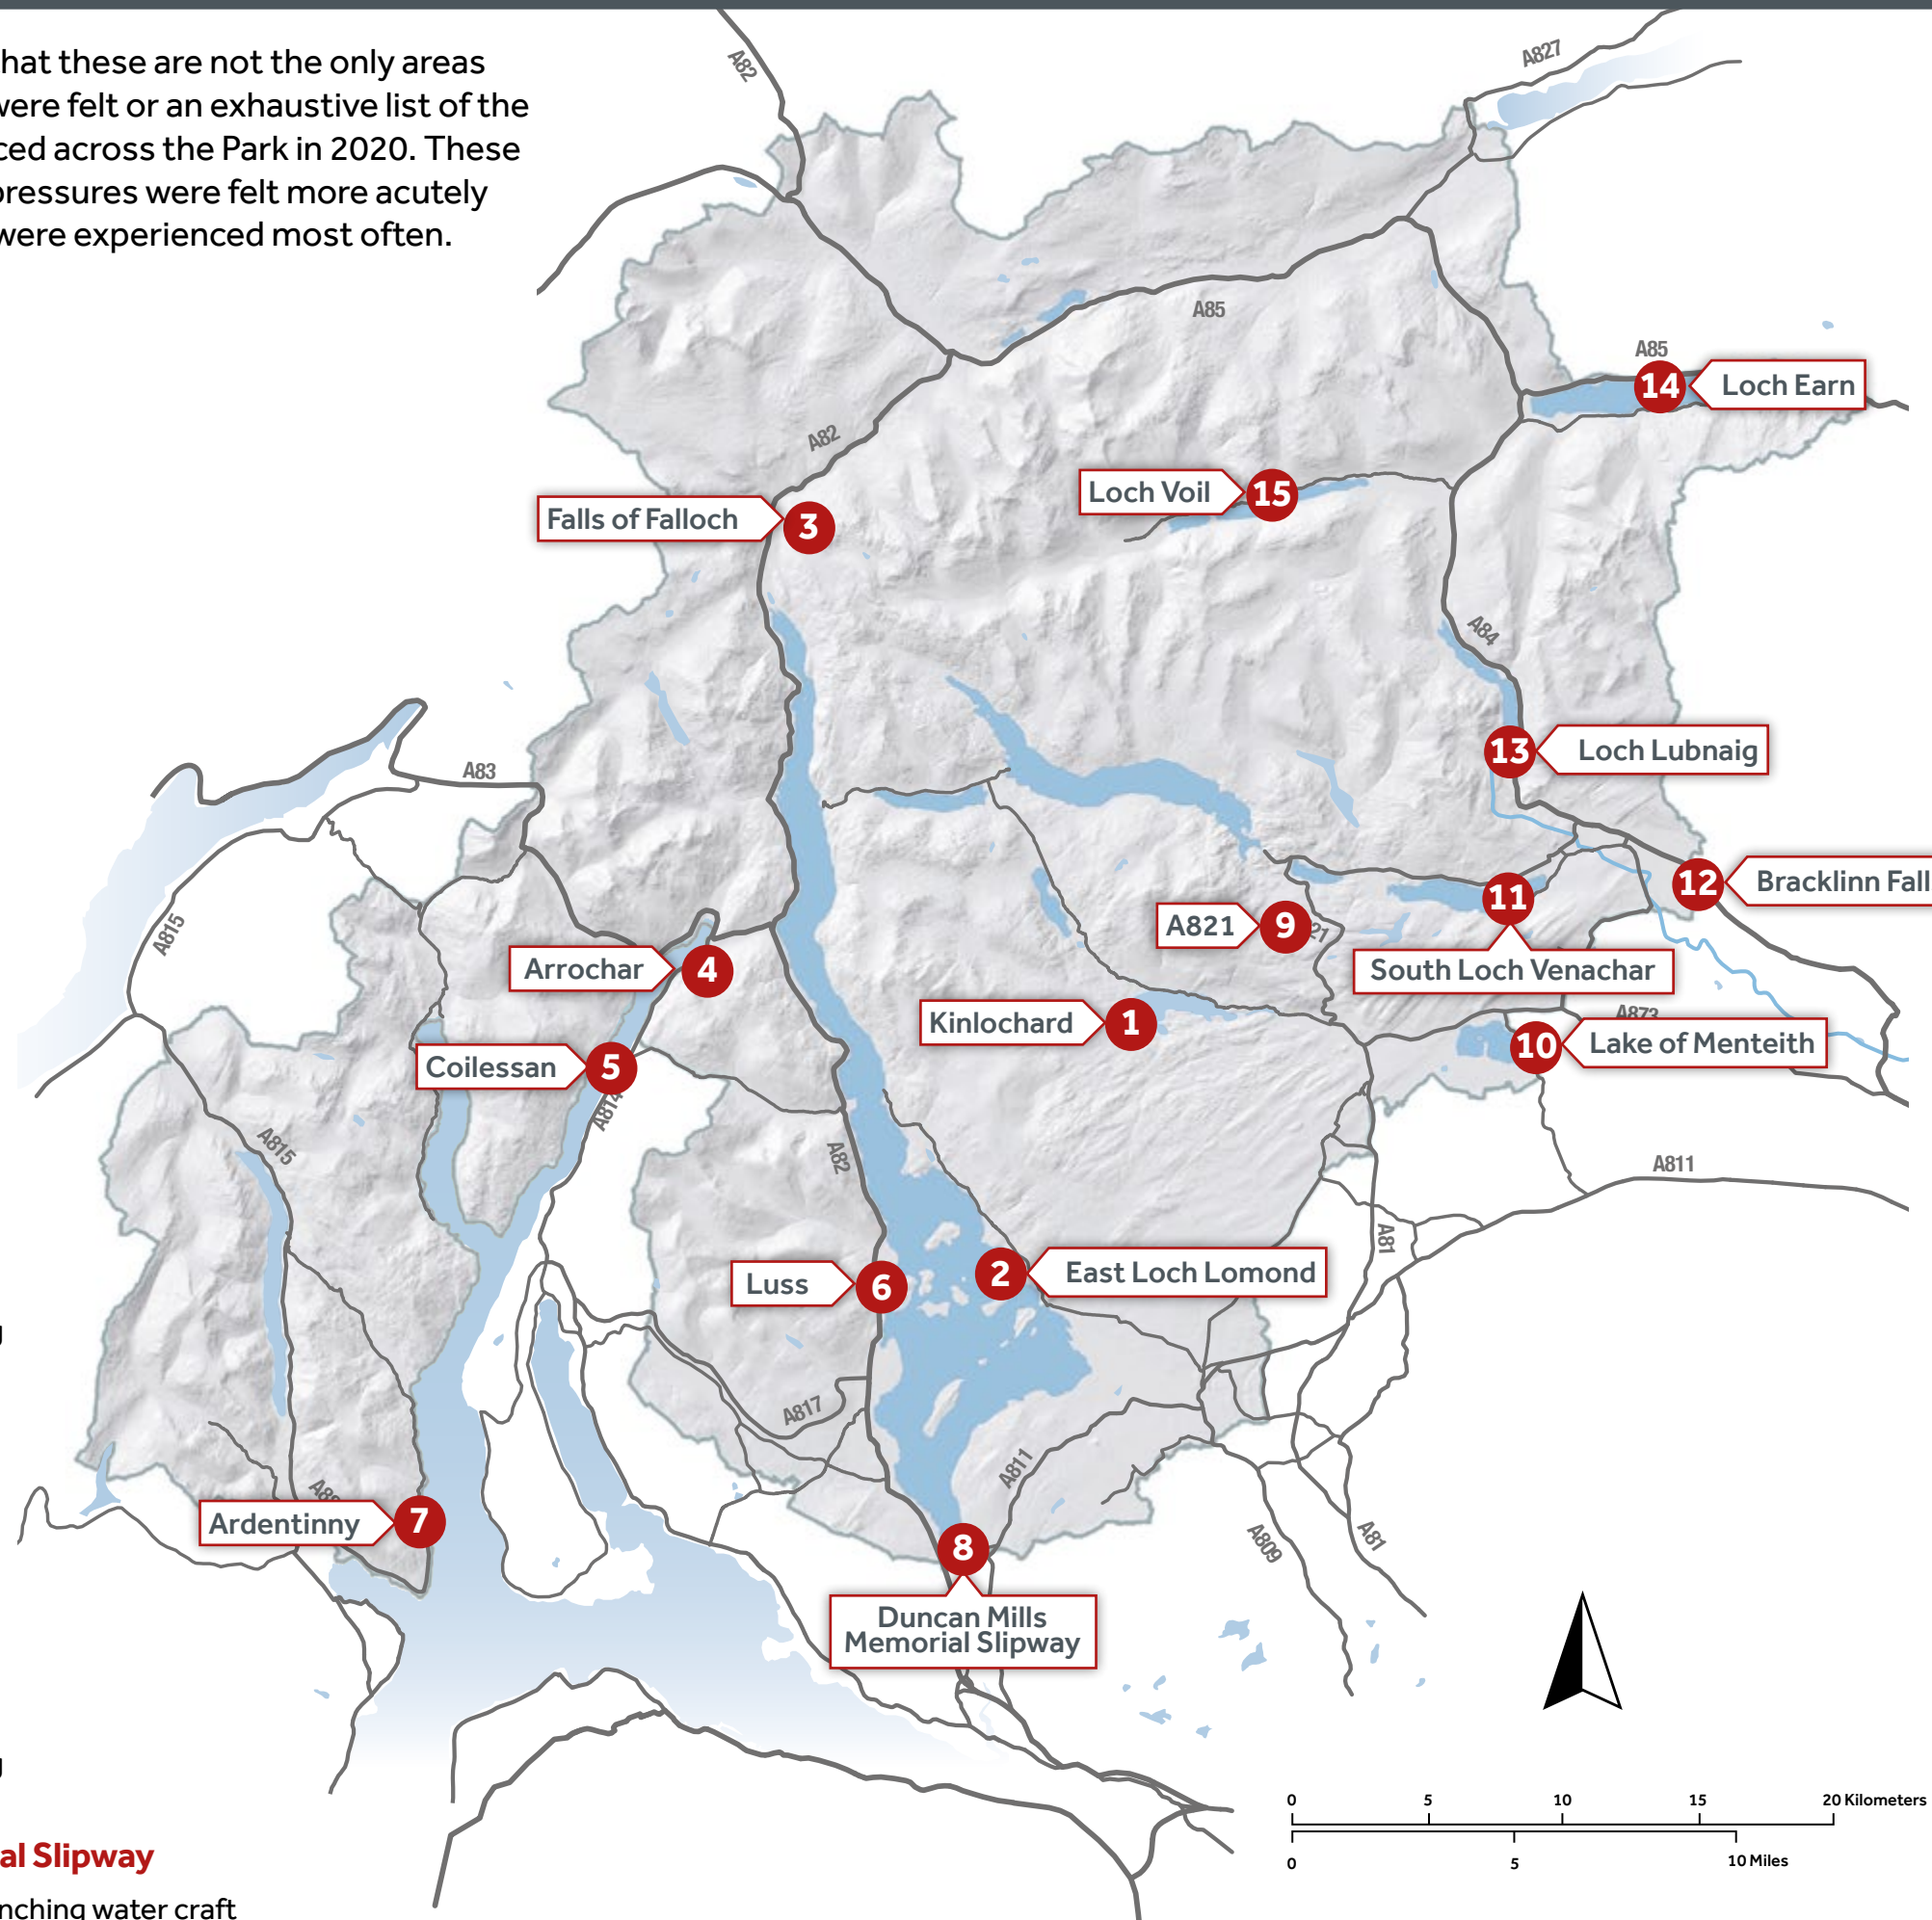 hat these are not the only areas
were felt or an exhaustive list of the
ced across the Park in 2020. These
pressures were felt more acutely
were experienced most often.
A82
A827
A85
A85
14 Loch Earn
A82
Loch Voil 15
Falls of Falloch 3
A84
13 Loch Lubnaig
A83
12 Bracklinn Fall
11
South Loch Venachar
A821 9
21
A815
Arrochar 4
Kinlochard 1
A873
10 Lake of Menteith
Coilessan 5
A814
A815
A82
A811
A81
Luss 6
2 East Loch Lomond
A817
A811
Ardentinny 7
8
Duncan Mills
Memorial Slipway
A809
A81
g
g
al Slipway
nching water craft
0 5 10 15 20 Kilometers
0 5 10 Miles